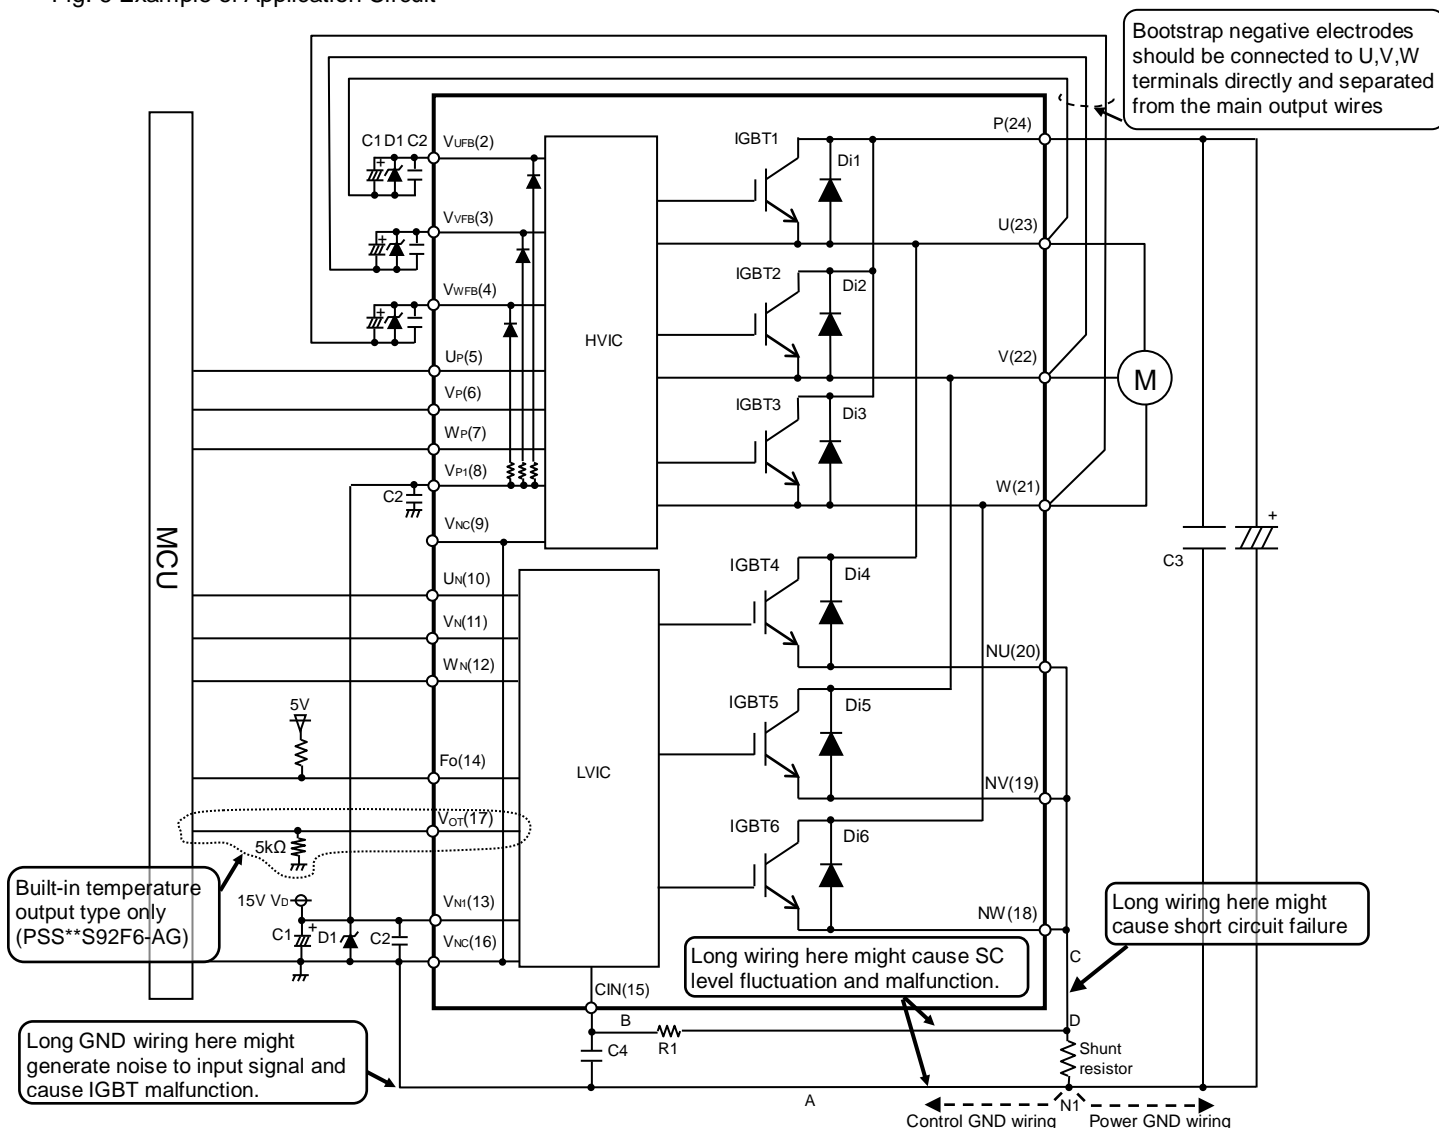 Fig. 8 Example of Application Circuit
Bootstrap negative electrodes
should be connected to U,V,W
terminals directly and separated
from the main output wires
P(24)
C1 D1 C2
+
VUFB(2)
IGBT1
Di1
U(23)
+
VVFB(3)
IGBT2
Di2
+
VWFB(4)
HVIC
V(22)
M
UP(5)
VP(6)
IGBT3
Di3
WP(7)
VP1(8)
C2
W(21)
VNC(9)
+
C3
MCU
IGBT4
Di4
UN(10)
VN(11)
NU(20)
WN(12)
5V
IGBT5
Di5
Fo(14)
LVIC
NV(19)
VOT(17)
5kΩ
IGBT6
Di6
Built-in temperature
output type only
(PSS**S92F6-AG)
15V VD
VN1(13)
C1
+
D1
C2
VNC(16)
NW(18)
Long wiring here might
cause short circuit failure
Long wiring here might cause SC
level fluctuation and malfunction.
C
CIN(15)
B
R1
D
C4
Shunt
resistor
Long GND wiring here might
generate noise to input signal and
cause IGBT malfunction.
A
N1
Control GND wiring
Power GND wiring